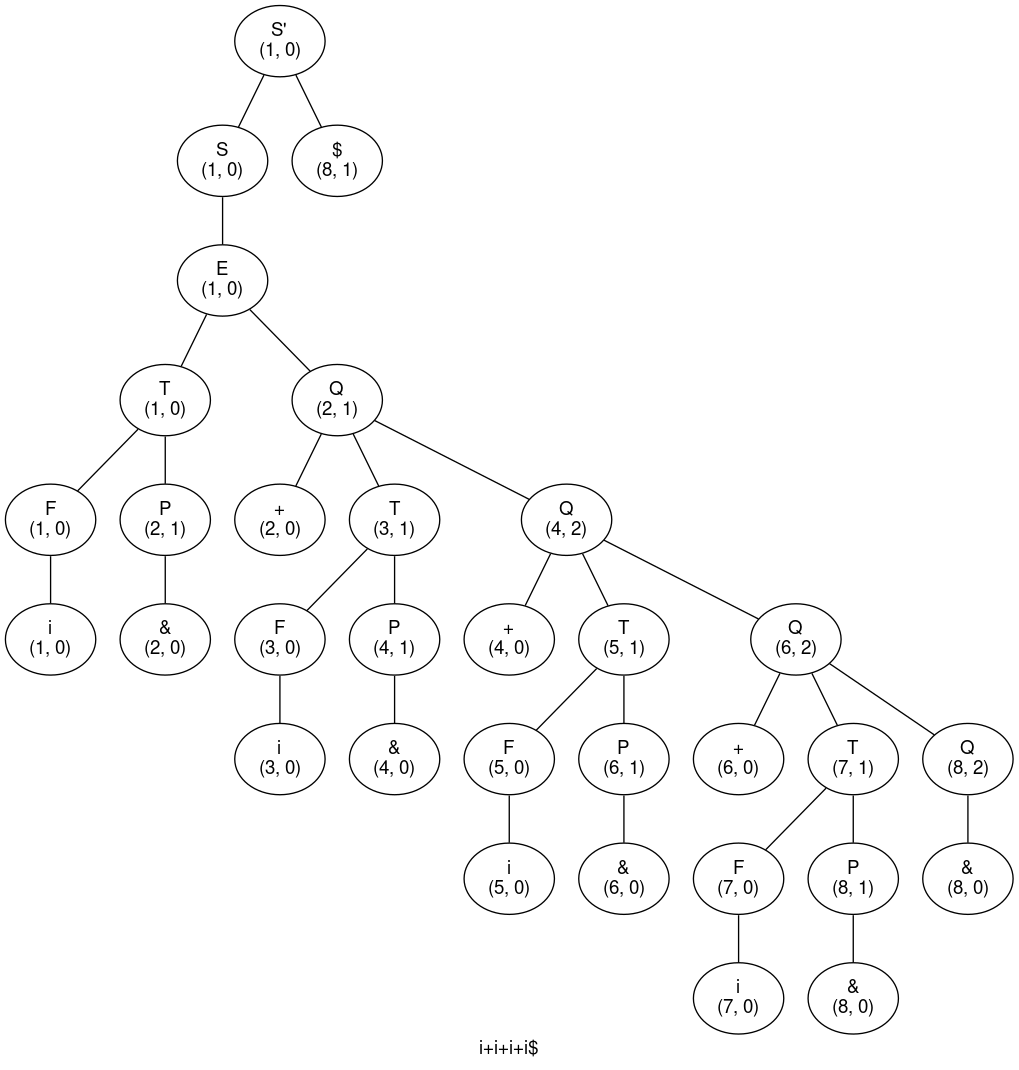 S'
(1, 0)
S
(1, 0)
$
(8, 1)
E
(1, 0)
T
(1, 0)
Q
(2, 1)
F
(1, 0)
P
(2, 1)
+
(2, 0)
T
(3, 1)
Q
(4, 2)
i
(1, 0)
&
(2, 0)
F
(3, 0)
P
(4, 1)
+
(4, 0)
T
(5, 1)
Q
(6, 2)
i
(3, 0)
&
(4, 0)
F
(5, 0)
P
(6, 1)
+
(6, 0)
T
(7, 1)
Q
(8, 2)
i
(5, 0)
&
(6, 0)
F
(7, 0)
P
(8, 1)
&
(8, 0)
i
(7, 0)
&
(8, 0)
i+i+i+i$